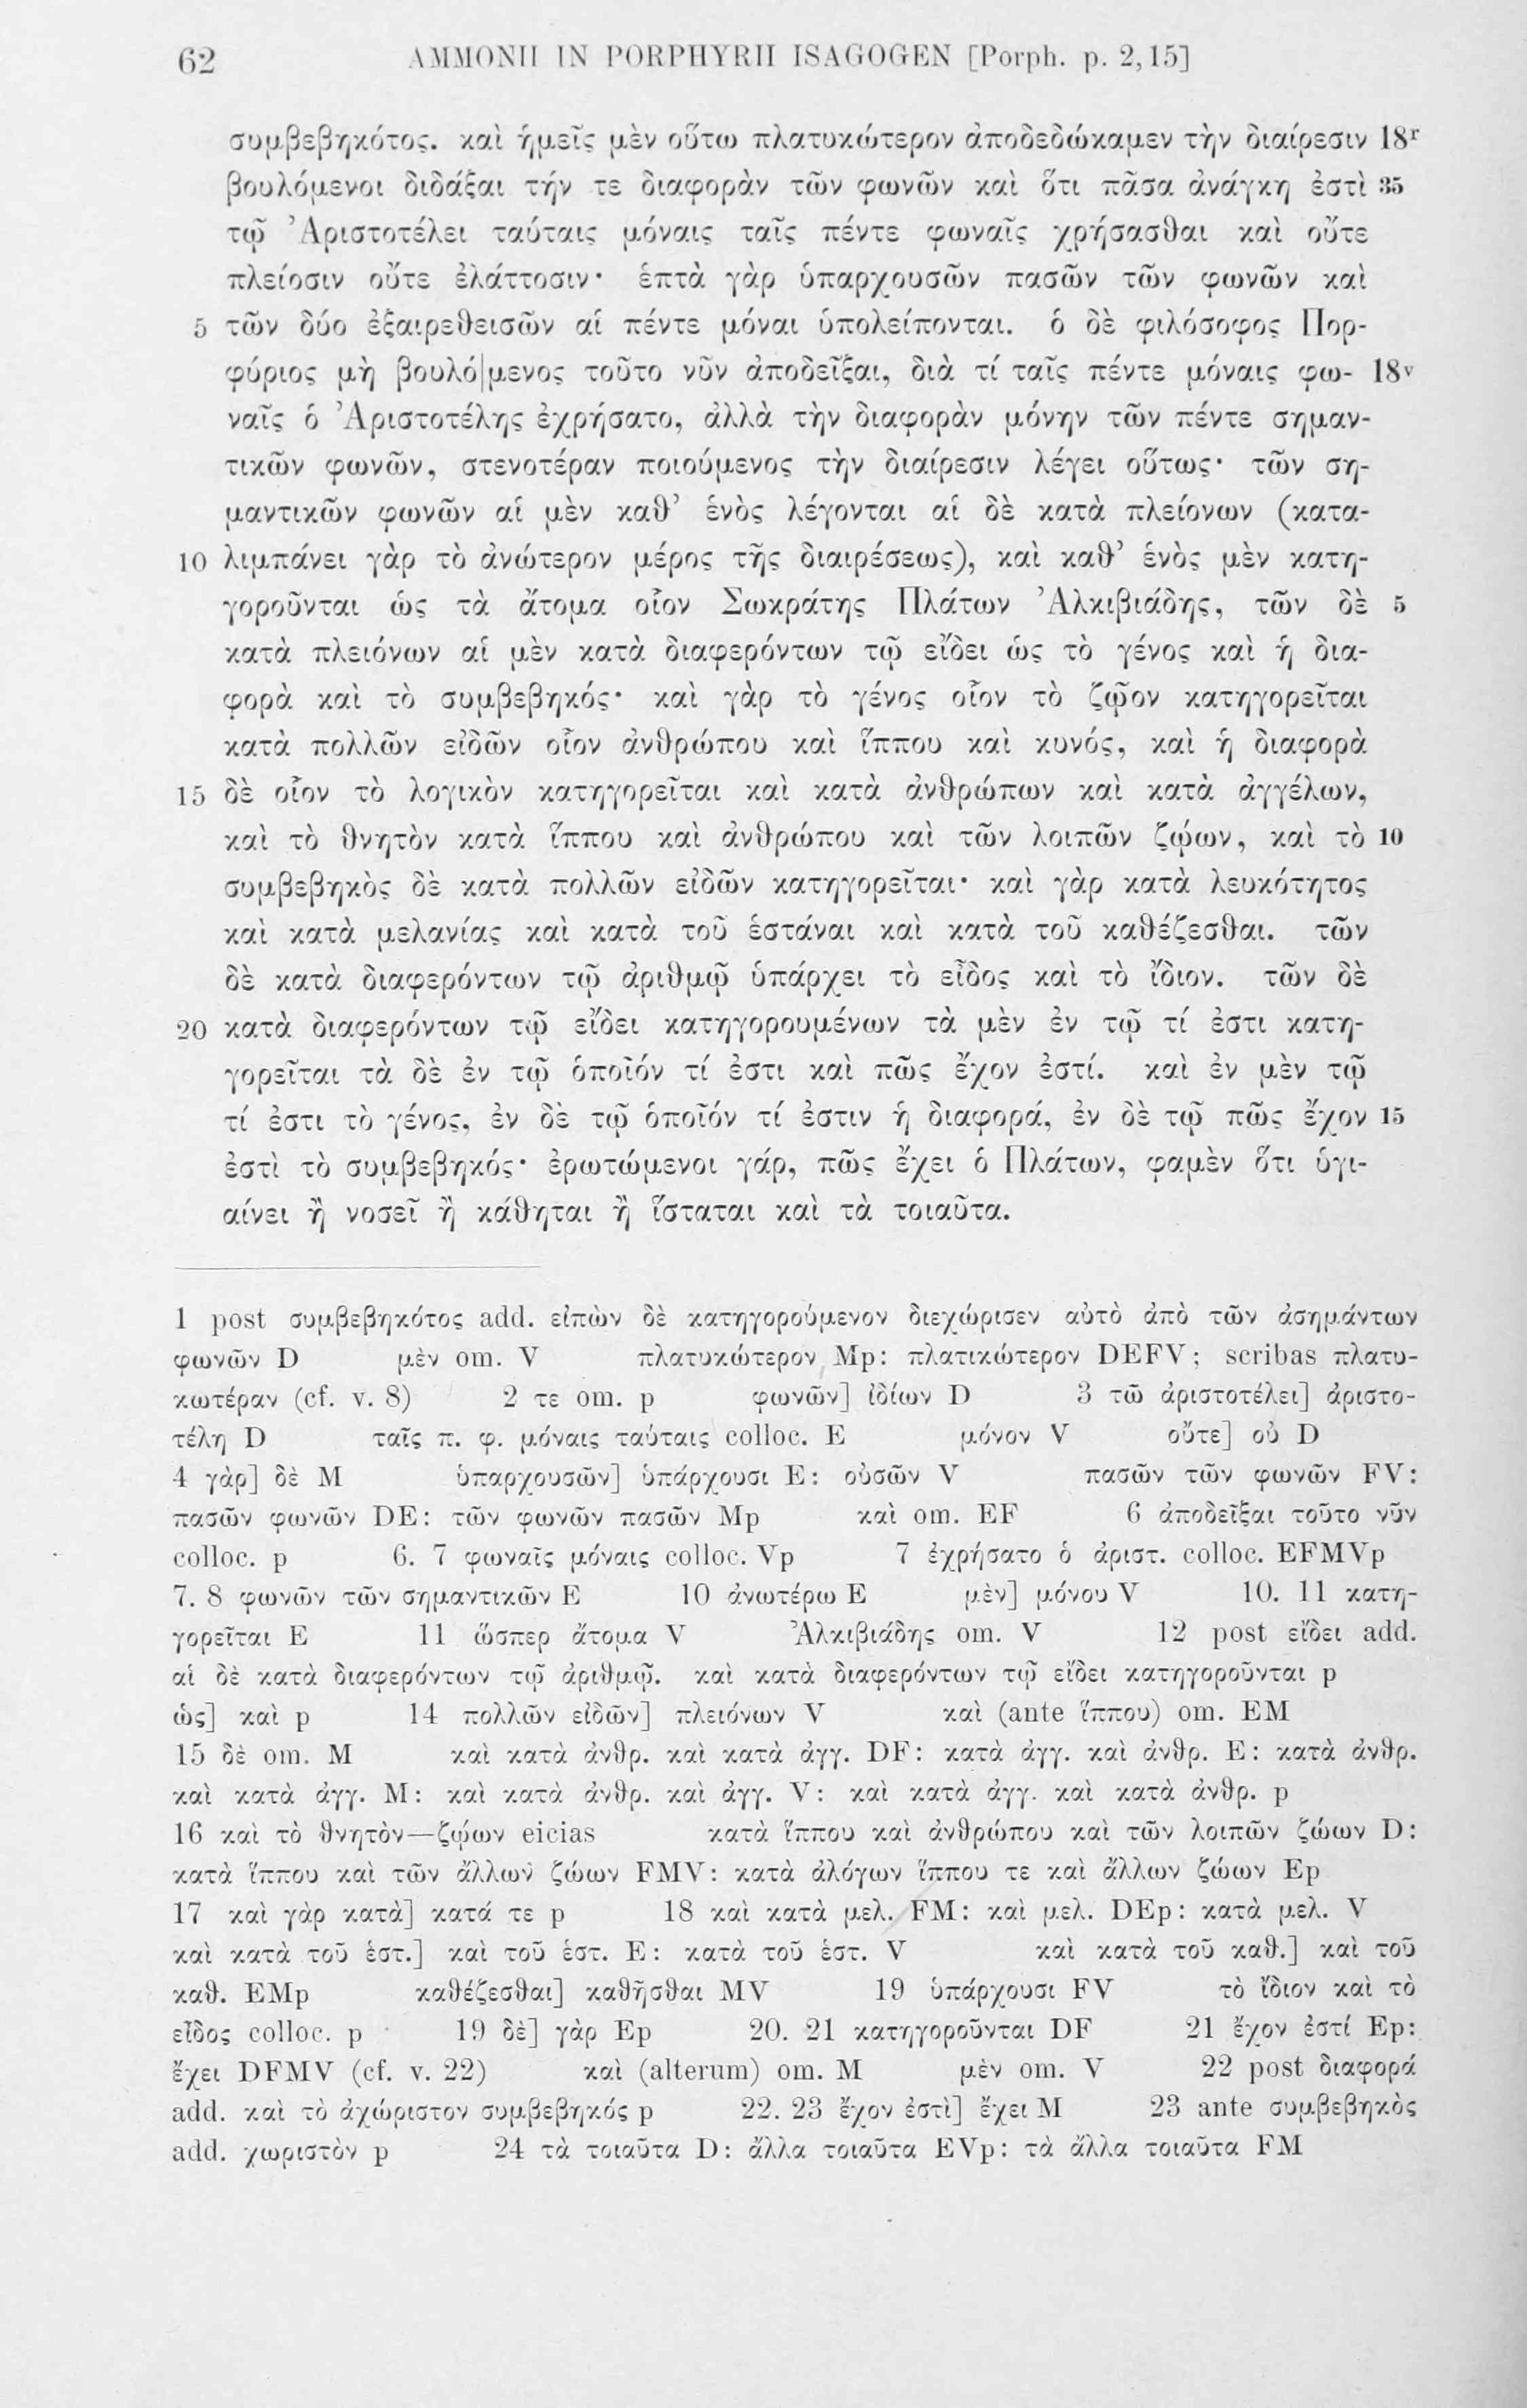 62 AMMONII IN PORPHYRII ISAGOGEN [Porph. p. 2,15]
συμβεβηκότος. καὶ ἡμεῖς μὲν οὕτω πλατυκώτερον ἀποδεδώκαμεν τὴν διαίρεσιν 18r
βουλόμενοι διδάξαι τήν τε διαφορὰν τῶν φωνῶν καὶ ὅτι πᾶσα ἀνάγκη ἐστὶ 35
τῷ Ἀριστοτέλει ταύταις μόναις ταῖς πέντε φωναῖς χρήσασθαι καὶ οὔτε
πλείοσιν οὔτε ἐλάττοσιν· ἑπτὰ γὰρ ὑπαρχουσῶν πασῶν τῶν φωνῶν καὶ
5 τῶν δύο ἐξαιρεθεισῶν αἱ πέντε μόναι ὑπολείπονται. ὁ δὲ φιλόσοφος Πορ-
φύριος μὴ βουλό|μενος τοῦτο νῦν ἀποδεῖξαι, διὰ τί ταῖς πέντε μόναις φω- 18v
ναῖς ὁ Ἀριστοτέλης ἐχρήσατο, ἀλλὰ τὴν διαφορὰν μόνην τῶν πέντε σημαν-
τικῶν φωνῶν, στενοτέραν ποιούμενος τὴν διαίρεσιν λέγει οὕτως· τῶν ση-
μαντικῶν φωνῶν αἱ μὲν καθ’ ἑνὸς λέγονται αἱ δὲ κατὰ πλείονων (κατα-
10 λιμπάνει γὰρ τὸ ἀνώτερον μέρος τῆς διαιρέσεως), καὶ καθ’ ἑνὸς μὲν κατη-
γοροῦνται ὡς τὰ ἄτομα οἷον Σωκράτης Πλάτων Ἀλκιβιάδης, τῶν δὲ 5
κατὰ πλειόνων αἱ μὲν κατὰ διαφερόντων τῷ εἴδει ὡς τὸ γένος καὶ ἡ δια-
φορὰ καὶ τὸ συμβεβηκός· καὶ γὰρ τὸ γένος οἷον τὸ ζῷον κατηγορεῖται
κατὰ πολλῶν εἰδῶν οἷον ἀνθρώπου καὶ ἵππου καὶ κυνός, καὶ ἡ διαφορὰ
15 δὲ οἷον τὸ λογικὸν κατηγορεῖται καὶ κατὰ ἀνθρώπων καὶ κατὰ ἀγγέλων,
καὶ τὸ θνητὸν κατὰ ἵππου καὶ ἀνθρώπου καὶ τῶν λοιπῶν ζῴων, καὶ τὸ 10
συμβεβηκὸς δὲ κατὰ πολλῶν εἰδῶν κατηγορεῖται· καὶ γὰρ κατὰ λευκότητος
καὶ κατὰ μελανίας καὶ κατὰ τοῦ ἑστάναι καὶ κατὰ τοῦ καθέζεσθαι. τῶν
δὲ κατὰ διαφερόντων τῷ ἀριθμῷ ὑπάρχει τὸ εἶδος καὶ τὸ ἴδιον. τῶν δὲ
20 κατὰ διαφερόντων τῷ εἴδει κατηγορουμένων τὰ μὲν ἐν τῷ τί ἐστι κατη-
γορεῖται τὰ δὲ ἐν τῷ ὁποῖόν τί ἐστι καὶ πῶς ἔχον ἐστί. καὶ ἐν μὲν τῷ
τί ἐστι τὸ γένος, ἐν δὲ τῷ ὁποῖόν τί ἐστιν ἡ διαφορά, ἐν δὲ τῷ πῶς ἔχον 15
ἐστὶ τὸ συμβεβηκός· ἐρωτώμενοι γάρ, πῶς ἔχει ὁ Πλάτων, φαμὲν ὅτι ὑγι-
αίνει ἢ νοσεῖ ἢ κάθηται ἢ ἵσταται καὶ τὰ τοιαῦτα.
1 post συμβεβηκότος add. εἰπὼν δὲ κατηγορούμενον διεχώρισεν αὐτὸ ἀπὸ τῶν ἀσημάντων
φωνῶν D μὲν om. V πλατυκώτερον Mp: πλατικώτερον DEFV; scribas πλατυ-
κωτέραν (cf. v. 8) 2 τε om. p φωνῶν] ἰδίων D 3 τῶ ἀριστοτέλει] ἀριστο-
τέλη D ταῖς π. φ. μόναις ταύταις colloc. E μόνον V οὔτε] οὐ D
4 γὰρ] δὲ M ὑπαρχουσῶν] ὑπάρχουσι E: οὐσῶν V πασῶν τῶν φωνῶν FV:
πασῶν φωνῶν DE: τῶν φωνῶν πασῶν Mp καὶ om. EF 6 ἀποδεῖξαι τοῦτο νῦν
colloc. p 6. 7 φωναῖς μόναις colloc. Vp 7 ἐχρήσατο ὁ ἀριστ. colloc. EFMVp
7. 8 φωνῶν τῶν σημαντικῶν E 10 ἀνωτέρω E μὲν] μόνου V 10. 11 κατη-
γορεῖται E 11 ὥσπερ ἄτομα V Ἀλκιβιάδης om. V 12 post εἴδει add.
αἱ δὲ κατὰ διαφερόντων τῷ ἀριθμῷ. καὶ κατὰ διαφερόντων τῷ εἴδει κατηγοροῦνται p
ὡς] καὶ p 14 πολλῶν εἰδῶν] πλειόνων V καὶ (ante ἵππου) om. EM
15 δὲ om. M καὶ κατὰ ἀνθρ. καὶ κατὰ ἀγγ. DF: κατὰ ἀγγ. καὶ ἀνθρ. E: κατὰ ἀνθρ.
καὶ κατὰ ἀγγ. M: καὶ κατὰ ἀνθρ. καὶ ἀγγ. V: καὶ κατὰ ἀγγ. καὶ κατὰ ἀνθρ. p
16 καὶ τὸ θνητὸν—ζῴων eicias κατὰ ἵππου καὶ ἀνθρώπου καὶ τῶν λοιπῶν ζώων D:
κατὰ ἵππου καὶ τῶν ἄλλων ζώων FMV: κατὰ ἀλόγων ἵππου τε καὶ ἄλλων ζώων Ep
17 καὶ γὰρ κατὰ] κατά τε p 18 καὶ κατὰ μελ. FM: καὶ μελ. DEp: κατὰ μελ. V
καὶ κατὰ τοῦ ἑστ.] καὶ τοῦ ἑστ. E: κατὰ τοῦ ἑστ. V καὶ κατὰ τοῦ καθ.] καὶ τοῦ
καθ. EMp καθέζεσθαι] καθῆσθαι MV 19 ὑπάρχουσι FV τὸ ἴδιον καὶ τὸ
εἶδος colloc. p 19 δὲ] γὰρ Ep 20. 21 κατηγοροῦνται DF 21 ἔχον ἐστί Ep:
ἔχει DFMV (cf. v. 22) καὶ (alterum) om. M μὲν om. V 22 post διαφορά
add. καὶ τὸ ἀχώριστον συμβεβηκός p 22. 23 ἔχον ἐστὶ] ἔχει M 23 ante συμβεβηκὸς
add. χωριστὸν p 24 τὰ τοιαῦτα D: ἄλλα τοιαῦτα EVp: τὰ ἄλλα τοιαῦτα FM